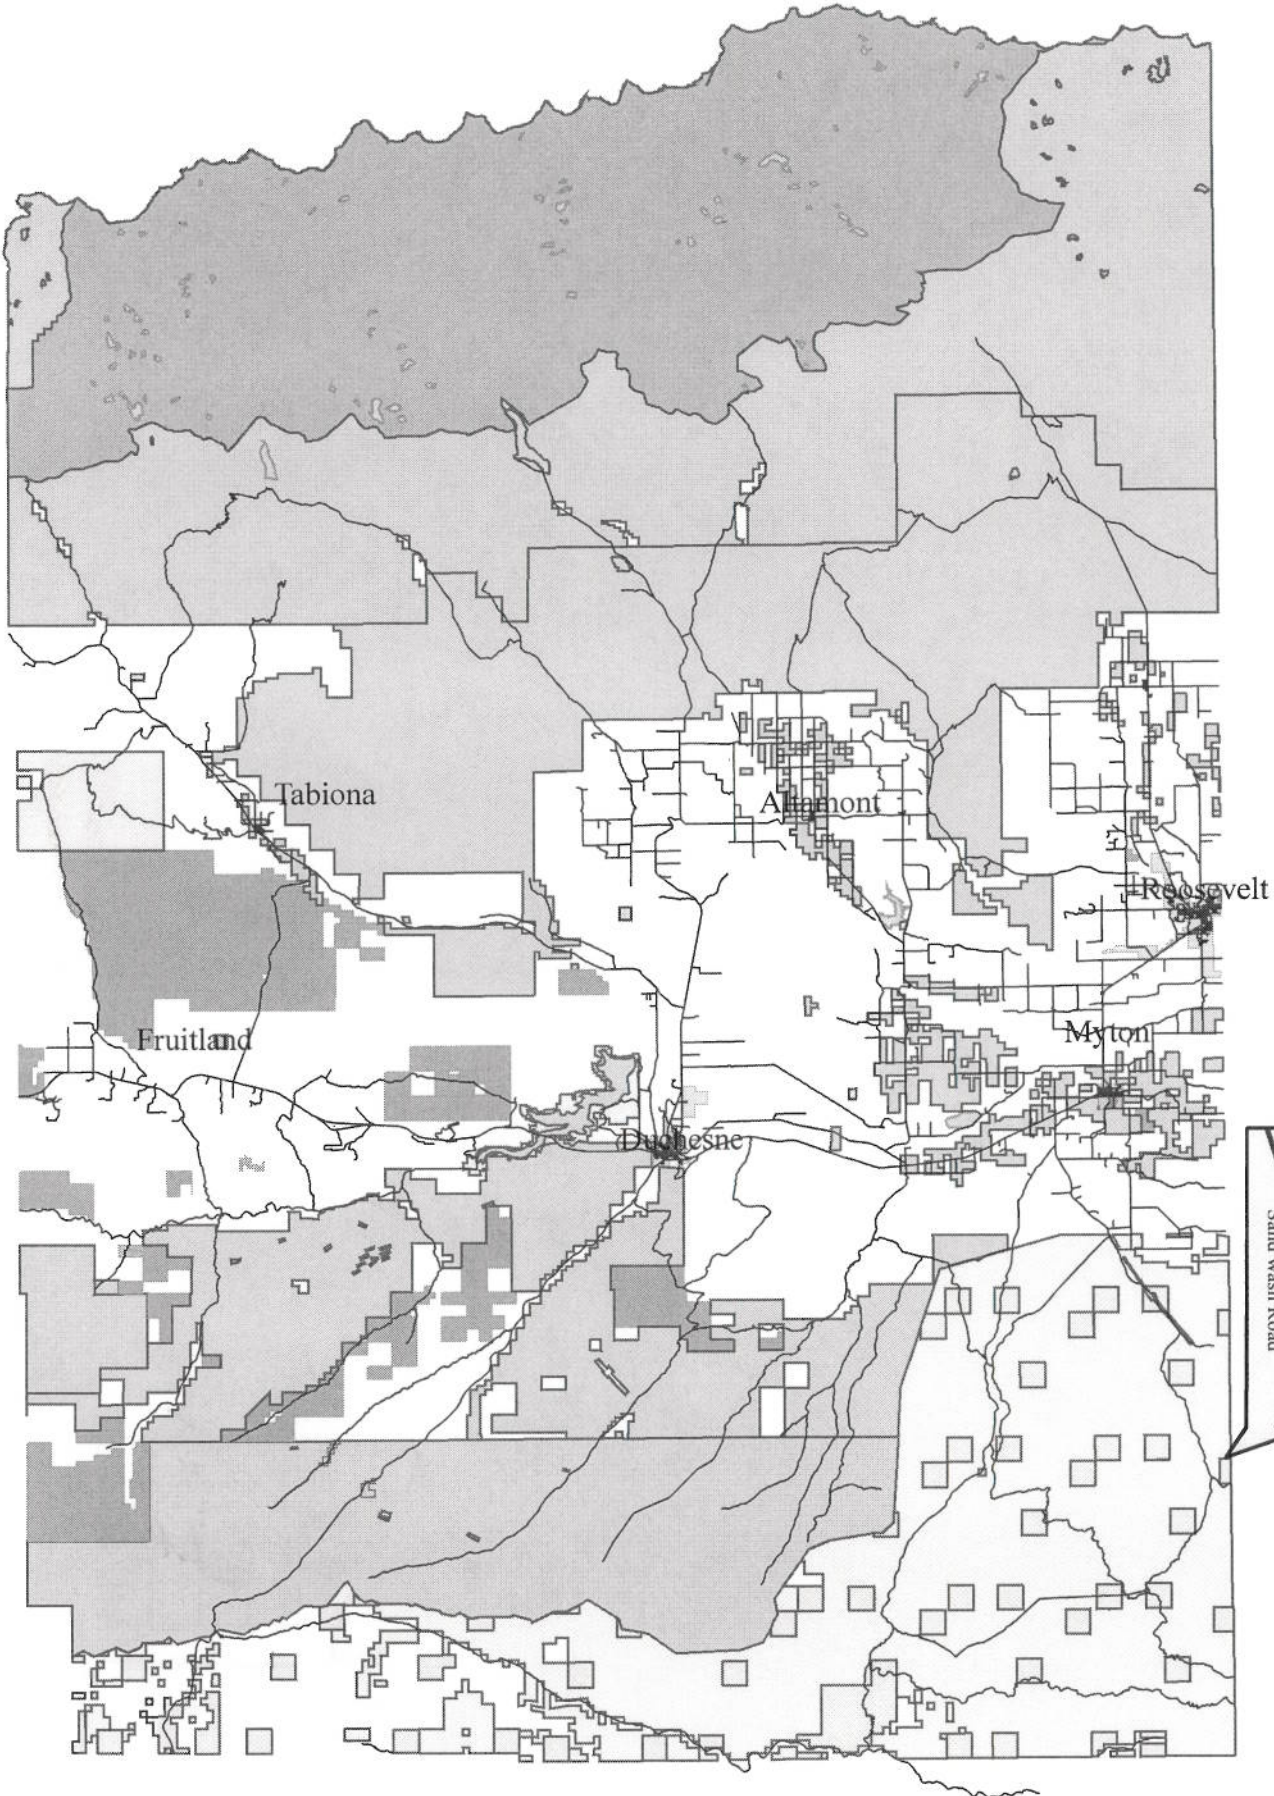 Tabiona
Altamont
Roosevelt
Fruitland
Myton
Duchesne
Sand Wash Road